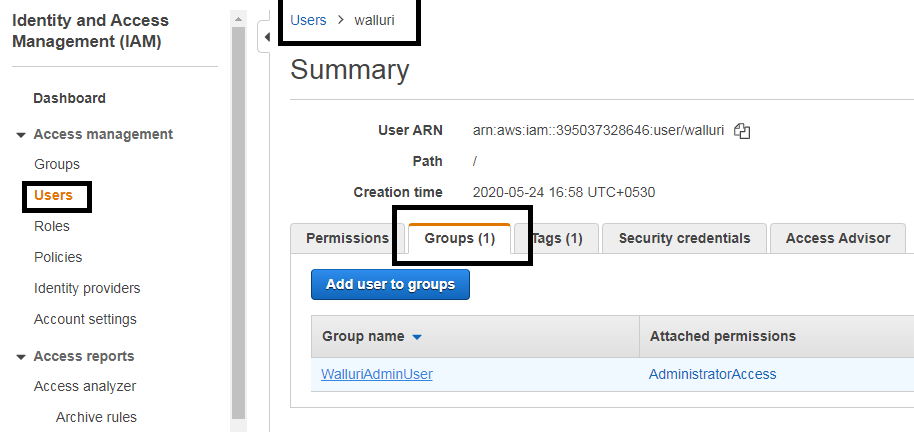 Identity and Access
Management (IAM)
Dashboard
Access management
Groups
Users
Roles
Policies
Identity providers
Account settings
Access reports
Access analyzer
Archive rules
Users > walluri
Summary
User ARN arn:aws:iam::395037328646:user/walluri
Path /
Creation time 2020-05-24 16:58 UTC+0530
Permissions Groups (1) Tags (1) Security credentials Access Advisor
Add user to groups
Group name Attached permissions
WalluriAdminUser AdministratorAccess